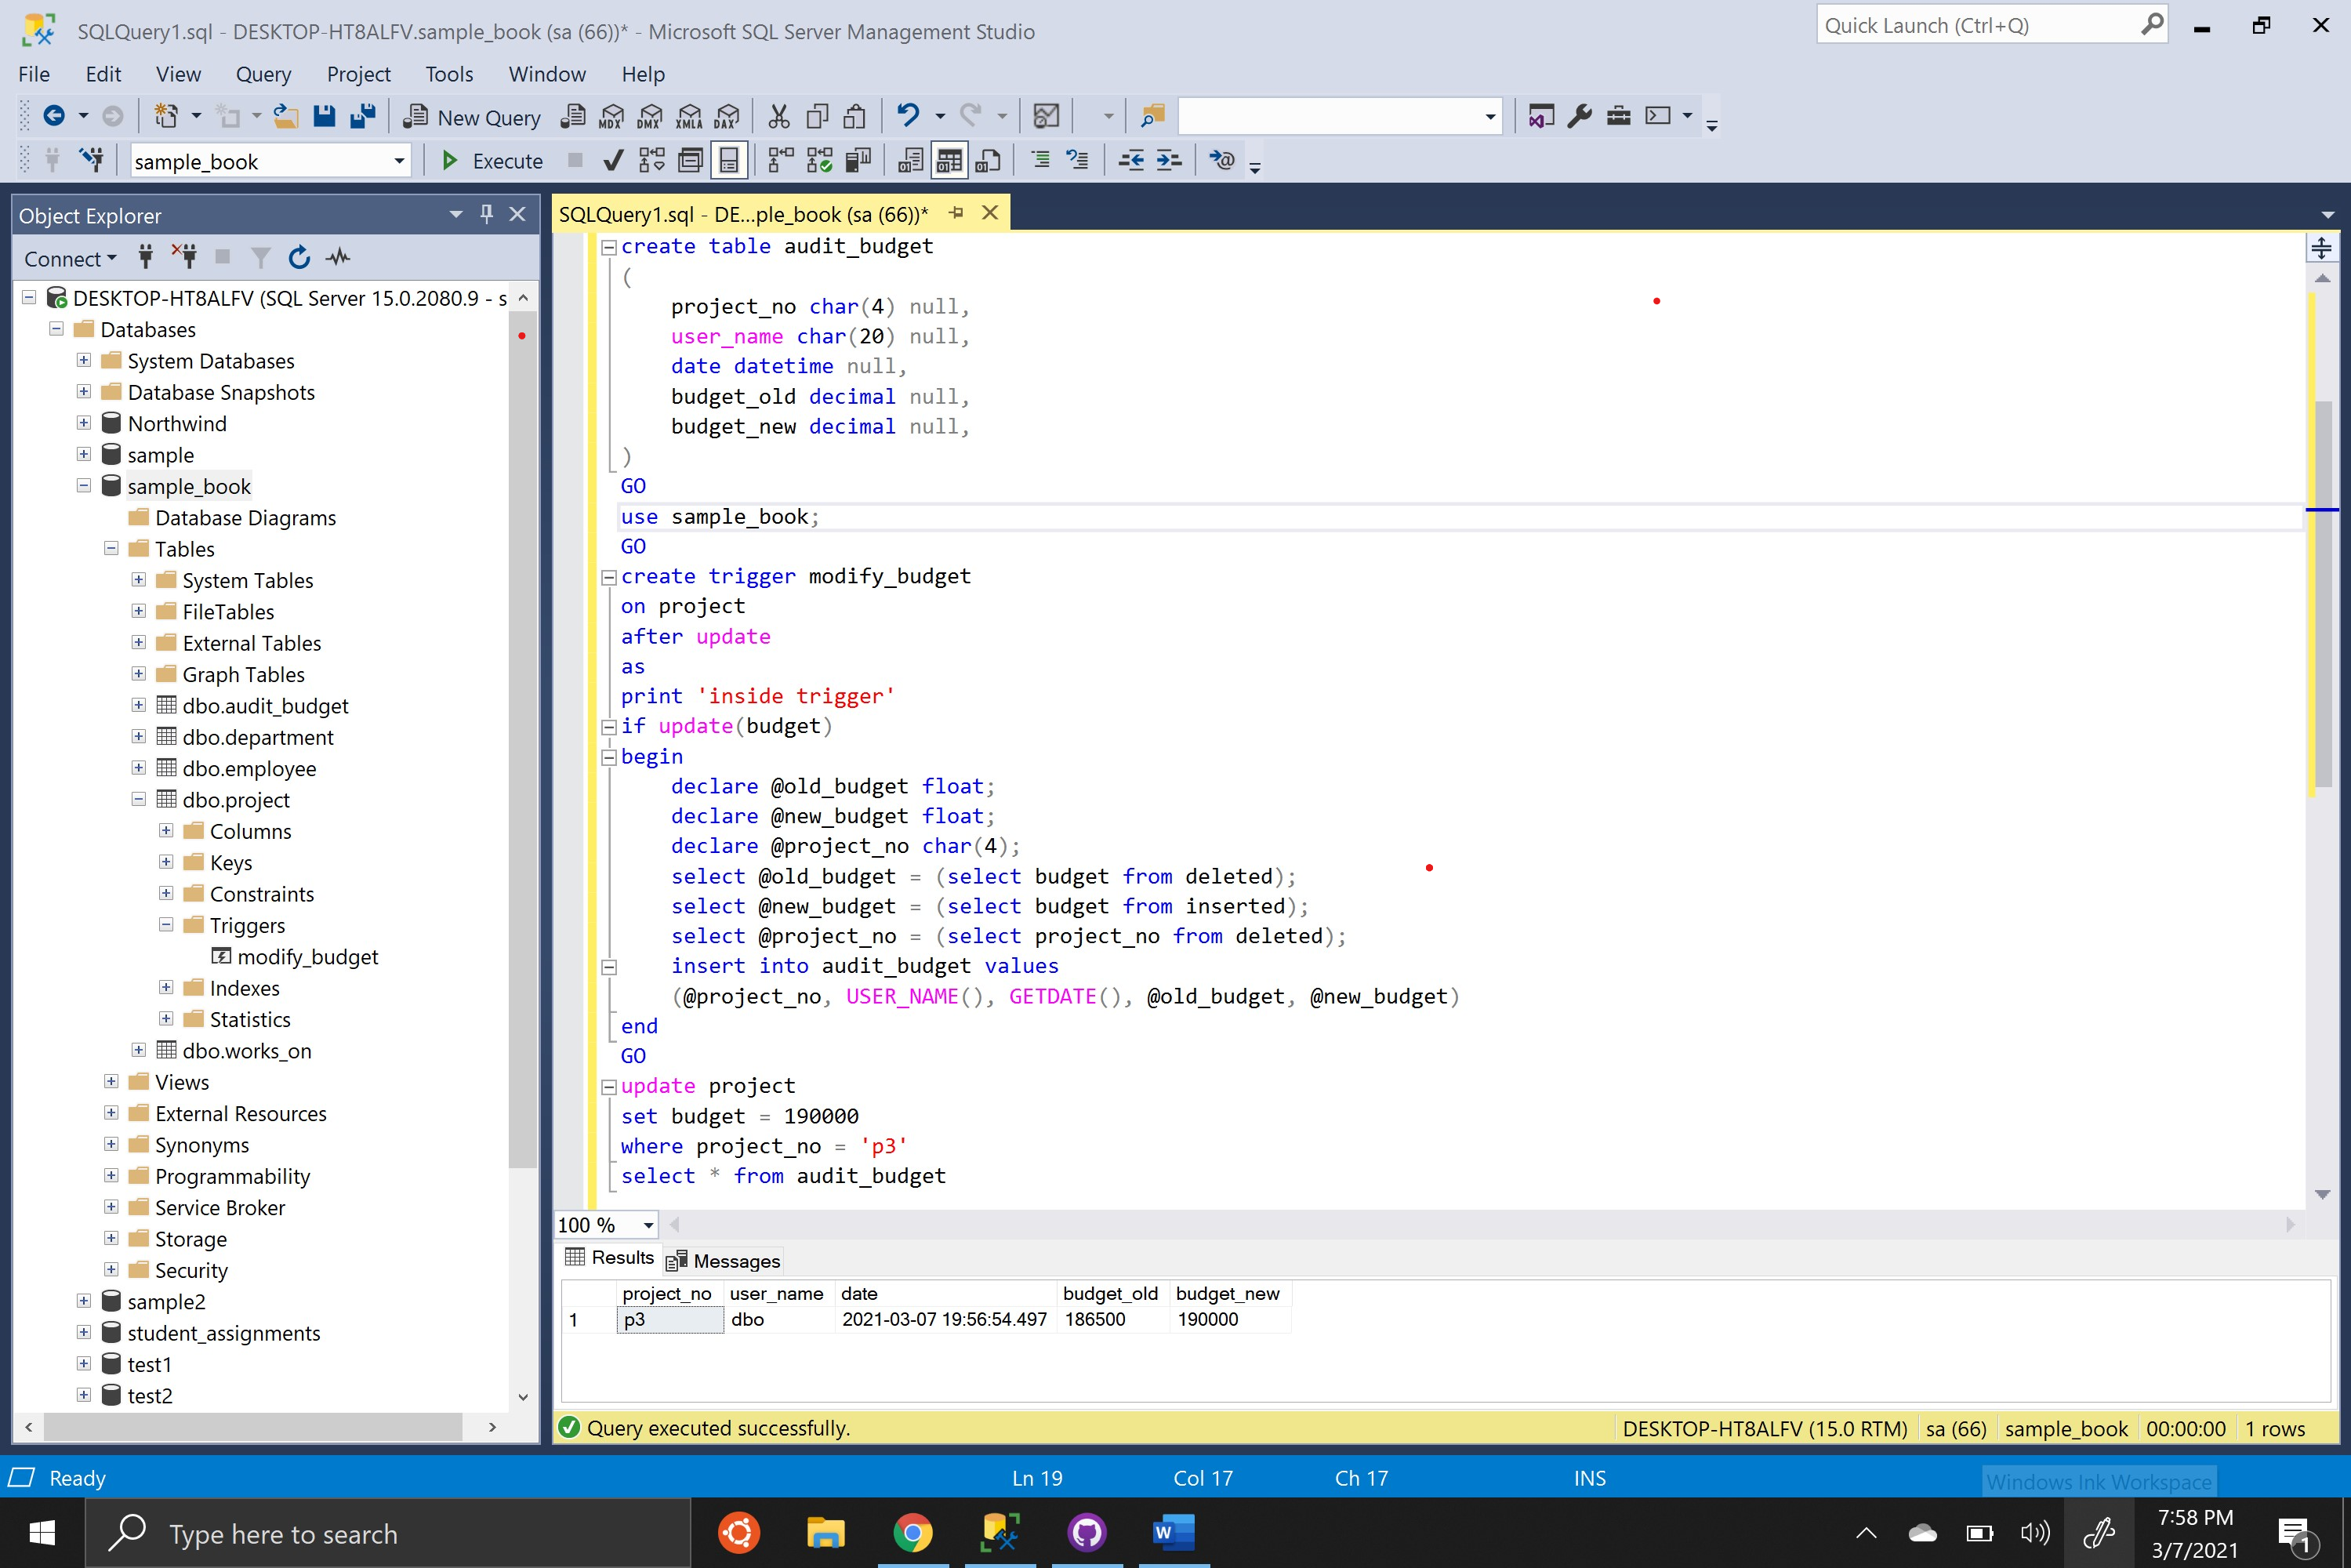 SQLQuery1.sql - DESKTOP-HT8ALFV.sample_book (sa (66))* - Microsoft SQL Server Management Studio
Quick Launch (Ctrl+Q)
File Edit View Query Project Tools Window Help
New Query MDX DMX XMLA DAX
sample_book Execute
Object Explorer
Connect
DESKTOP-HT8ALFV (SQL Server 15.0.2080.9 - s
Databases
System Databases
Database Snapshots
Northwind
sample
sample_book
Database Diagrams
Tables
System Tables
FileTables
External Tables
Graph Tables
dbo.audit_budget
dbo.department
dbo.employee
dbo.project
Columns
Keys
Constraints
Triggers
modify_budget
Indexes
Statistics
dbo.works_on
Views
External Resources
Synonyms
Programmability
Service Broker
Storage
Security
sample2
student_assignments
test1
test2
SQLQuery1.sql - DE...ple_book (sa (66))*
create table audit_budget
(
project_no char(4) null,
user_name char(20) null,
date datetime null,
budget_old decimal null,
budget_new decimal null,
)
GO
use sample_book;
GO
create trigger modify_budget
on project
after update
as
print 'inside trigger'
if update(budget)
begin
declare @old_budget float;
declare @new_budget float;
declare @project_no char(4);
select @old_budget = (select budget from deleted);
select @new_budget = (select budget from inserted);
select @project_no = (select project_no from deleted);
insert into audit_budget values
(@project_no, USER_NAME(), GETDATE(), @old_budget, @new_budget)
end
GO
update project
set budget = 190000
where project_no = 'p3'
select * from audit_budget
100 %
Results Messages
project_no user_name date budget_old budget_new
1 p3 dbo 2021-03-07 19:56:54.497 186500 190000
Query executed successfully. DESKTOP-HT8ALFV (15.0 RTM) sa (66) sample_book 00:00:00 1 rows
Ready Ln 19 Col 17 Ch 17 INS
Windows Ink Workspace
Type here to search
W
7:58 PM
3/7/2021
1